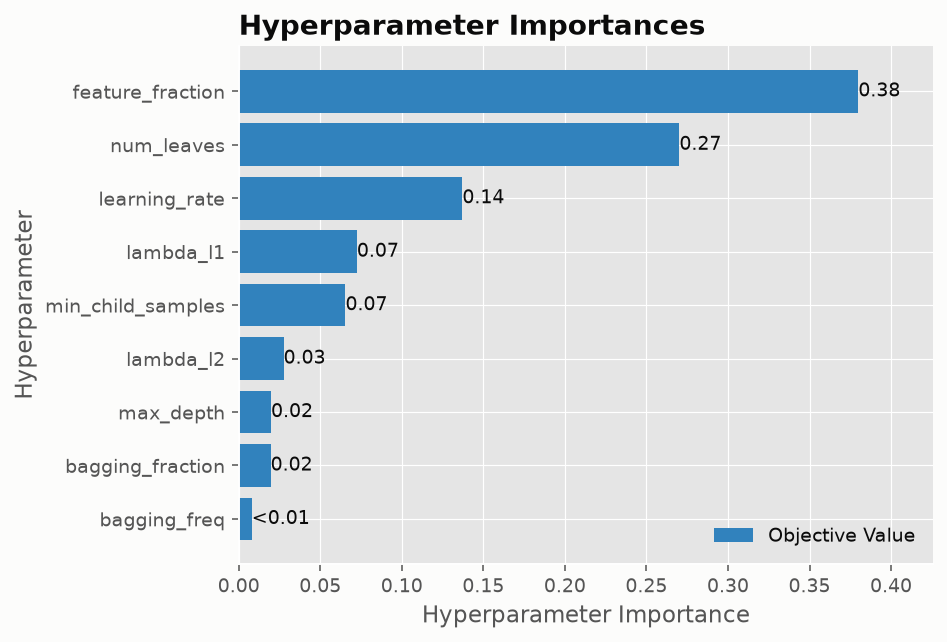 Hyperparameter Importances
feature_fraction
0.38
num_leaves
0.27
learning_rate
0.14
lambda_l1
0.07
min_child_samples
0.07
lambda_l2
0.03
max_depth
0.02
bagging_fraction
0.02
bagging_freq
<0.01
Hyperparameter
Objective Value
0.00 0.05 0.10 0.15 0.20 0.25 0.30 0.35 0.40
Hyperparameter Importance